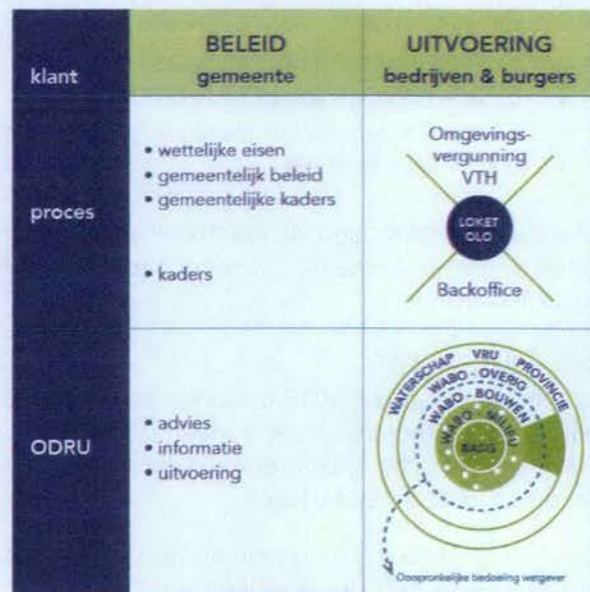 klant
BELEID
gemeente
UITVOERING
bedrijven & burgers
proces
• wettelijke eisen
• gemeentelijk beleid
• gemeentelijke kaders
• kaders
Omgevings-
vergunning
VTH
LOKET
OLO
Backoffice
ODRU
• advies
• informatie
• uitvoering
WATERSCHAP VRU PROVINCIE
WABO - OVERIG
WABO - BOUWEN
WABO - MILIEU
BASIS
Oorspronkelijke bedoeling wetgever